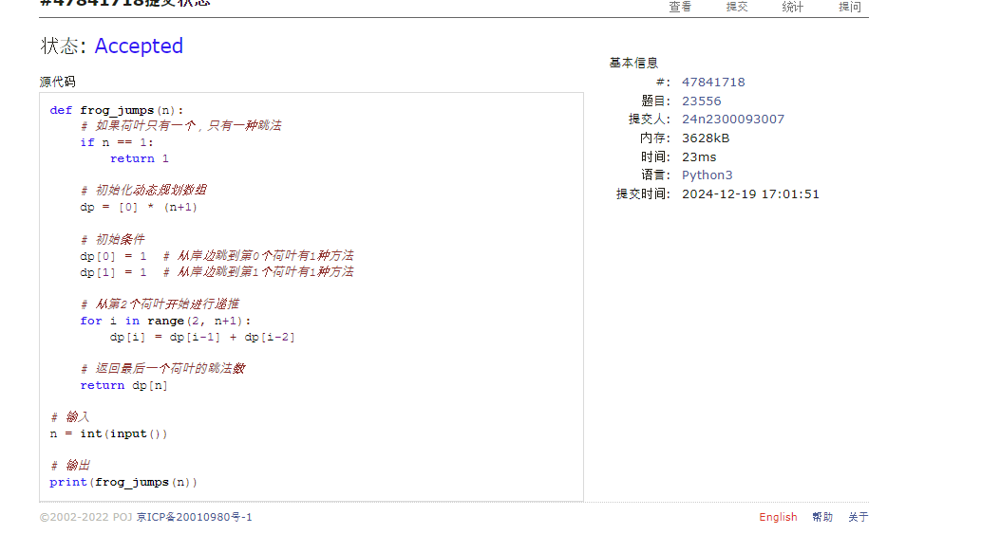 #47841718提交状态
查看 提交 统计 提问
状态: Accepted
源代码
def frog_jumps(n):
    # 如果荷叶只有一个，只有一种跳法
    if n == 1:
        return 1
    # 初始化动态规划数组
    dp = [0] * (n+1)
    # 初始条件
    dp[0] = 1  # 从岸边跳到第0个荷叶有1种方法
    dp[1] = 1  # 从岸边跳到第1个荷叶有1种方法
    # 从第2个荷叶开始进行递推
    for i in range(2, n+1):
        dp[i] = dp[i-1] + dp[i-2]
    # 返回最后一个荷叶的跳法数
    return dp[n]
# 输入
n = int(input())
# 输出
print(frog_jumps(n))
基本信息
#: 47841718
题目: 23556
提交人: 24n2300093007
内存: 3628kB
时间: 23ms
语言: Python3
提交时间: 2024-12-19 17:01:51
©2002-2022 POJ 京ICP备20010980号-1
English 帮助 关于